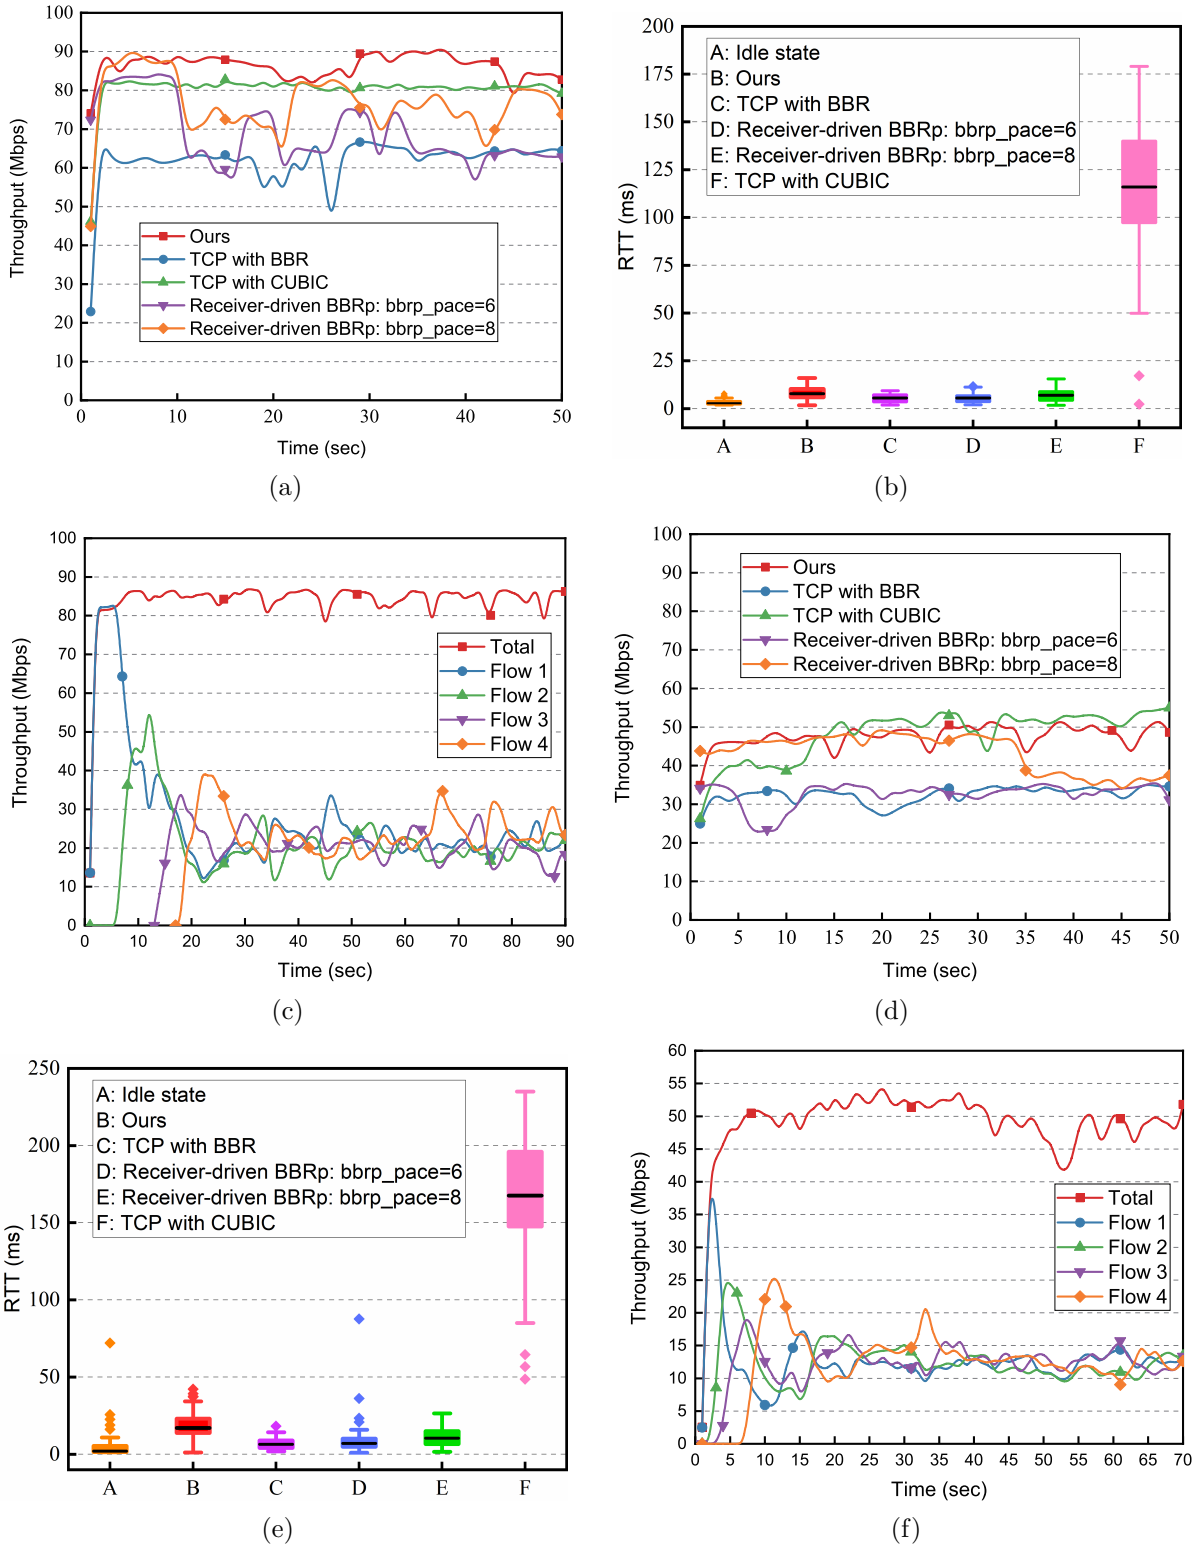 100
90
80
70
60
50
40
30
20
10
0
Throughput (Mbps)
Ours
TCP with BBR
TCP with CUBIC
Receiver-driven BBRp: bbrp_pace=6
Receiver-driven BBRp: bbrp_pace=8
0 10 20 30 40 50
Time (sec)
(a)
200
175
150
125
100
75
50
25
0
RTT (ms)
A: Idle state
B: Ours
C: TCP with BBR
D: Receiver-driven BBRp: bbrp_pace=6
E: Receiver-driven BBRp: bbrp_pace=8
F: TCP with CUBIC
A B C D E F
(b)
100
90
80
70
60
50
40
30
20
10
0
Throughput (Mbps)
Total
Flow 1
Flow 2
Flow 3
Flow 4
0 10 20 30 40 50 60 70 80 90
Time (sec)
(c)
100
90
80
70
60
50
40
30
20
10
0
Throughput (Mbps)
Ours
TCP with BBR
TCP with CUBIC
Receiver-driven BBRp: bbrp_pace=6
Receiver-driven BBRp: bbrp_pace=8
0 5 10 15 20 25 30 35 40 45 50
Time (sec)
(d)
250
200
150
100
50
0
RTT (ms)
A: Idle state
B: Ours
C: TCP with BBR
D: Receiver-driven BBRp: bbrp_pace=6
E: Receiver-driven BBRp: bbrp_pace=8
F: TCP with CUBIC
A B C D E F
(e)
60
55
50
45
40
35
30
25
20
15
10
5
0
Throughput (Mbps)
Total
Flow 1
Flow 2
Flow 3
Flow 4
0 5 10 15 20 25 30 35 40 45 50 55 60 65 70
Time (sec)
(f)